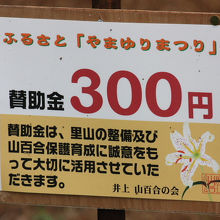 ふるさと「やまゆりまつり」
賛助金 300円
賛助金は、里山の整備及び
山百合保護育成に誠意をも
って大切に活用させていた
だきます。
井上 山百合の会